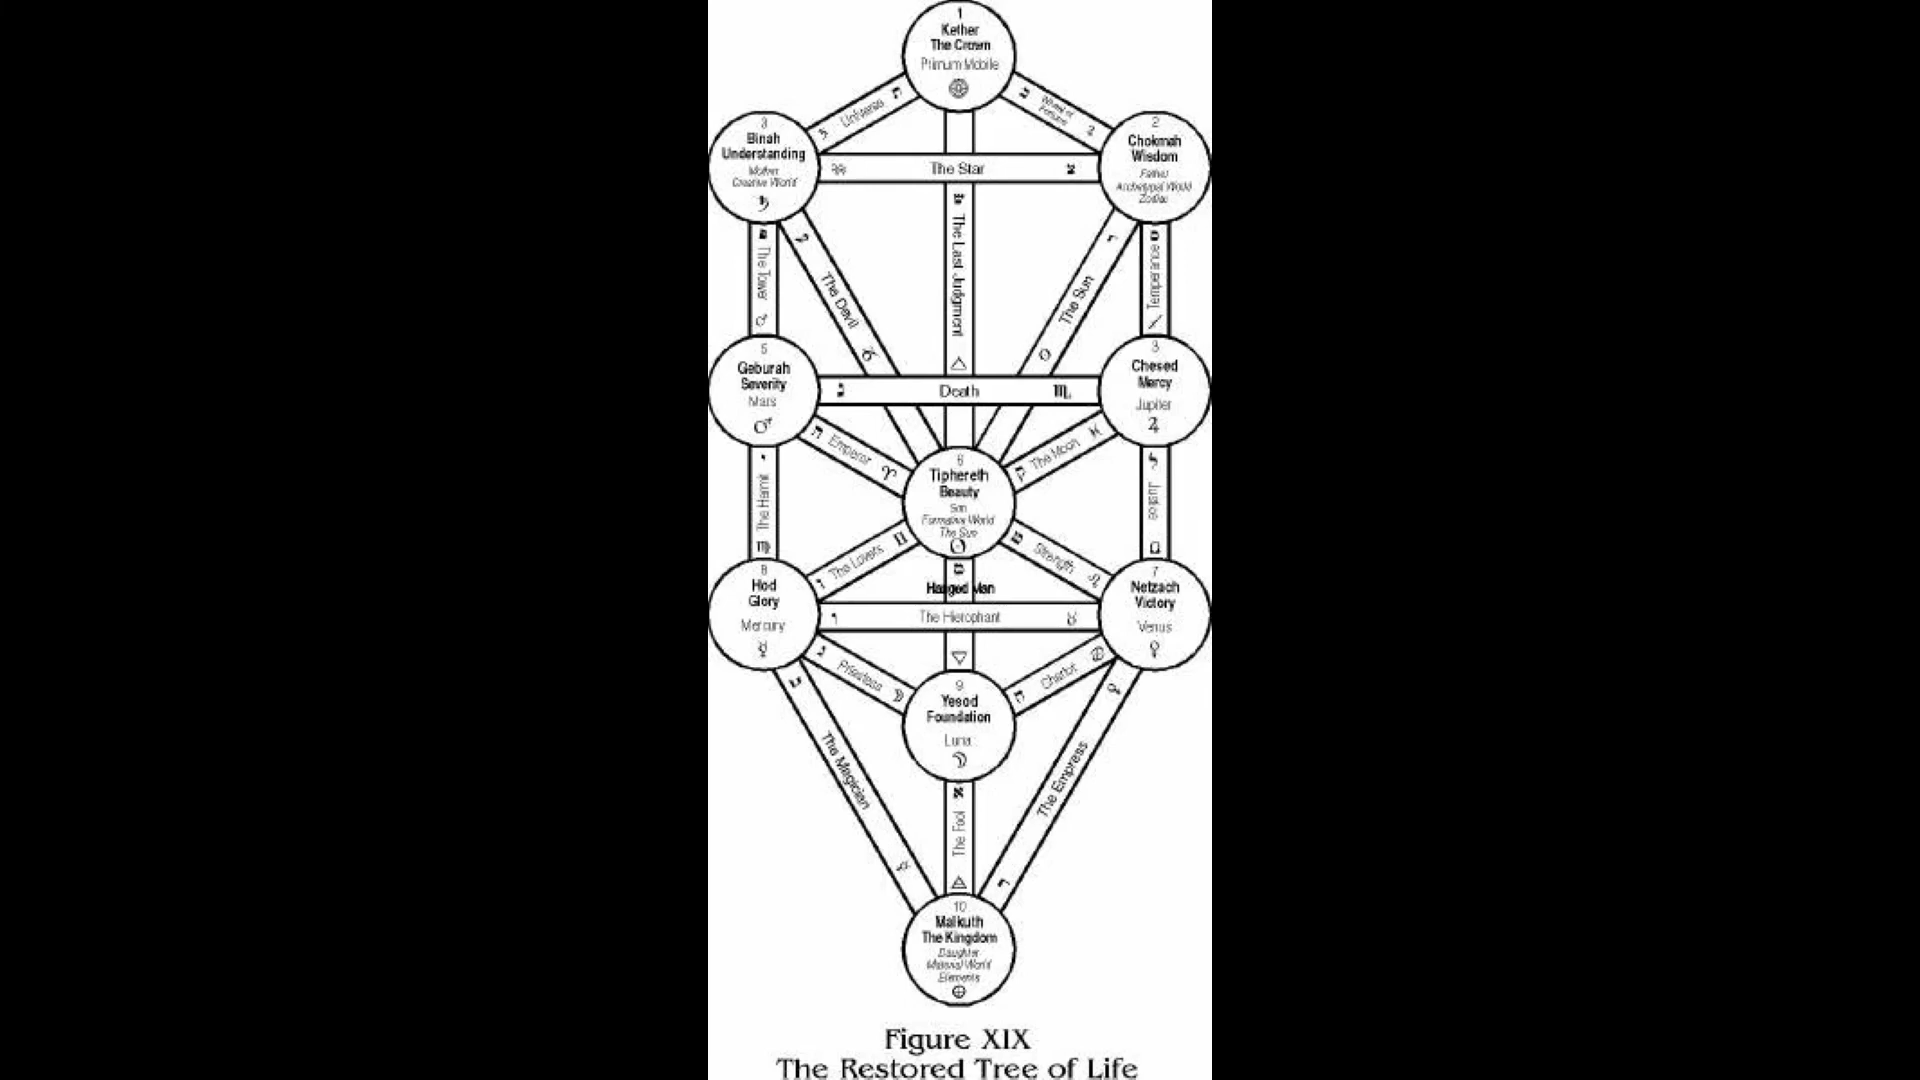 1
Kether
The Crown
Primum Mobile
Universe
Wheel of
Fortune
3
Binah
Understanding
Mother
Creative World
2
Chokmah
Wisdom
Father
Archetypal World
Zodiac
The Star
The Tower
The Devil
The Last Judgment
The Sun
Temperance
5
Geburah
Severity
Mars
3
Chesed
Mercy
Jupiter
Death
Emperor
The Moon
6
Tiphereth
Beauty
Son
Formative World
The Sun
The Hermit
Justice
The Lovers
Strength
Hanged Man
8
Hod
Glory
Mercury
7
Netzach
Victory
Venus
The Hierophant
Priestess
Chariot
9
Yesod
Foundation
Luna
The Magician
The Fool
The Empress
10
Malkuth
The Kingdom
Daughter
Material World
Elements
Figure XIX
The Restored Tree of Life